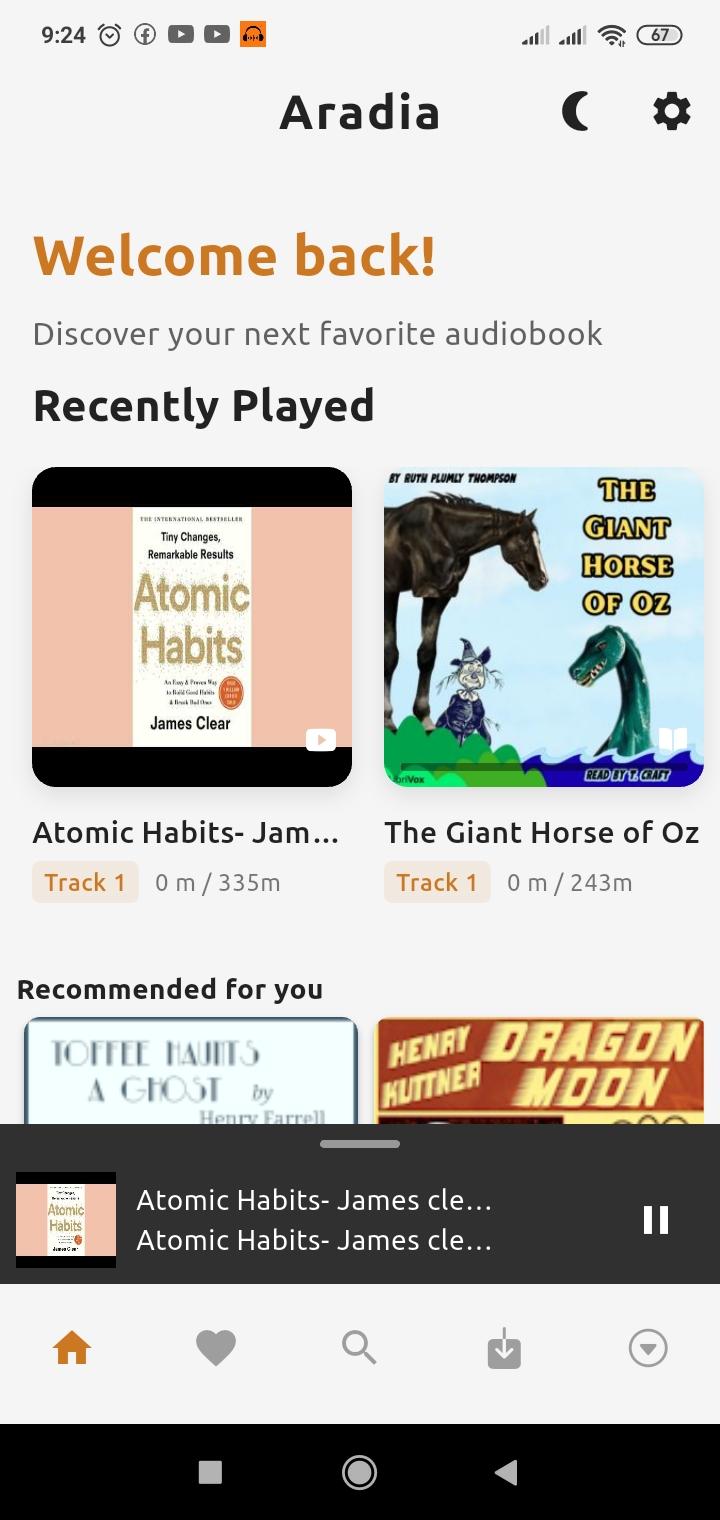 9:24
67
Aradia
Welcome back!
Discover your next favorite audiobook
Recently Played
THE INTERNATIONAL BESTSELLER
Tiny Changes,
Remarkable Results
Atomic
Habits
An Easy & Proven Way
to Build Good Habits
& Break Bad Ones
James Clear
BY RUTH PLUMLY THOMPSON
THE
GIANT
HORSE
OF OZ
READ BY T. CRAFT
Atomic Habits- Jam...
The Giant Horse of Oz
Track 1 0 m / 335m
Track 1 0 m / 243m
Recommended for you
TOFFEE HAUNTS
A GHOST by
Henry Farrell
HENRY
KUTTNER
DRAGON
MOON
Atomic
Habits
James Clear
Atomic Habits- James cle...
Atomic Habits- James cle...